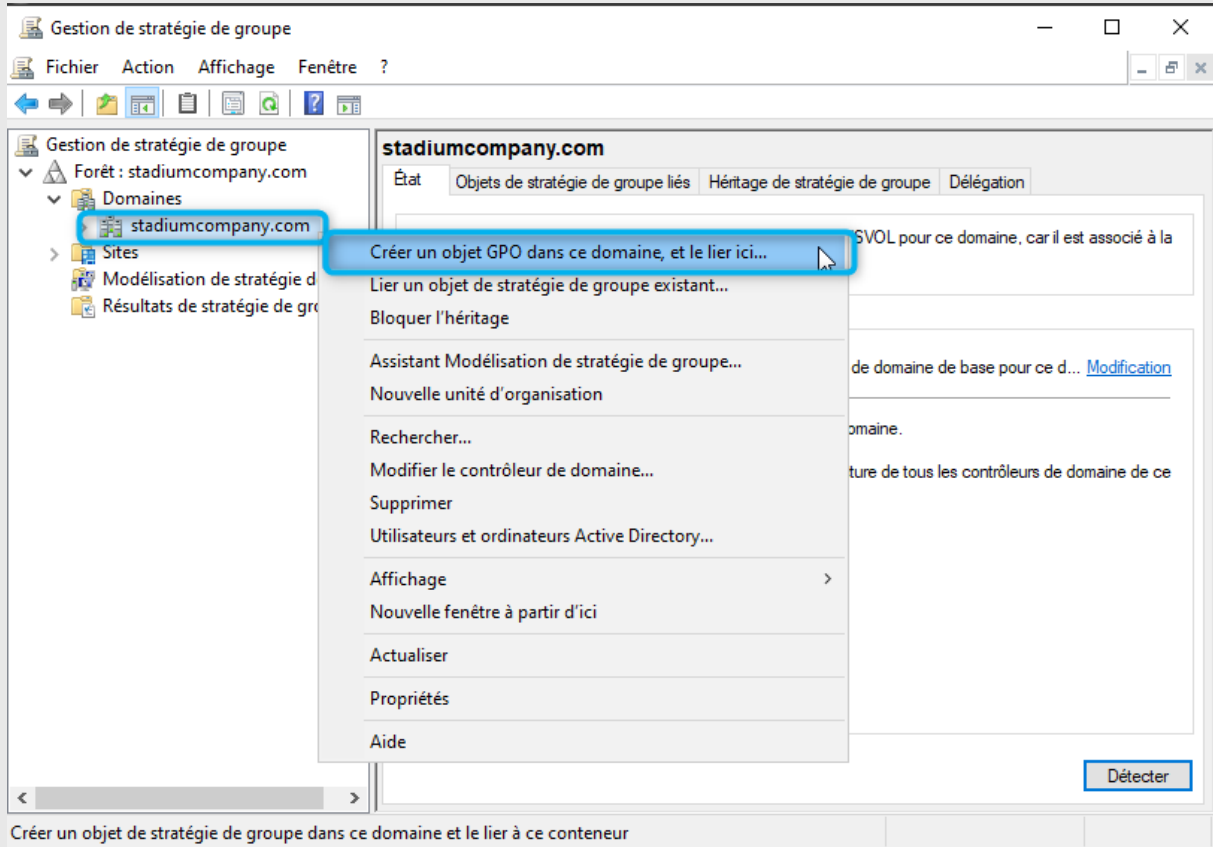 Gestion de stratégie de groupe
Fichier Action Affichage Fenêtre ?
Gestion de stratégie de groupe
Forêt : stadiumcompany.com
Domaines
stadiumcompany.com
Sites
Modélisation de stratégie d
Résultats de stratégie de gro
stadiumcompany.com
État Objets de stratégie de groupe liés Héritage de stratégie de groupe Délégation
SVOL pour ce domaine, car il est associé à la
de domaine de base pour ce d... Modification
omaine.
ture de tous les contrôleurs de domaine de ce
Détecter
Créer un objet GPO dans ce domaine, et le lier ici...
Lier un objet de stratégie de groupe existant...
Bloquer l'héritage
Assistant Modélisation de stratégie de groupe...
Nouvelle unité d'organisation
Rechercher...
Modifier le contrôleur de domaine...
Supprimer
Utilisateurs et ordinateurs Active Directory...
Affichage
Nouvelle fenêtre à partir d'ici
Actualiser
Propriétés
Aide
Créer un objet de stratégie de groupe dans ce domaine et le lier à ce conteneur